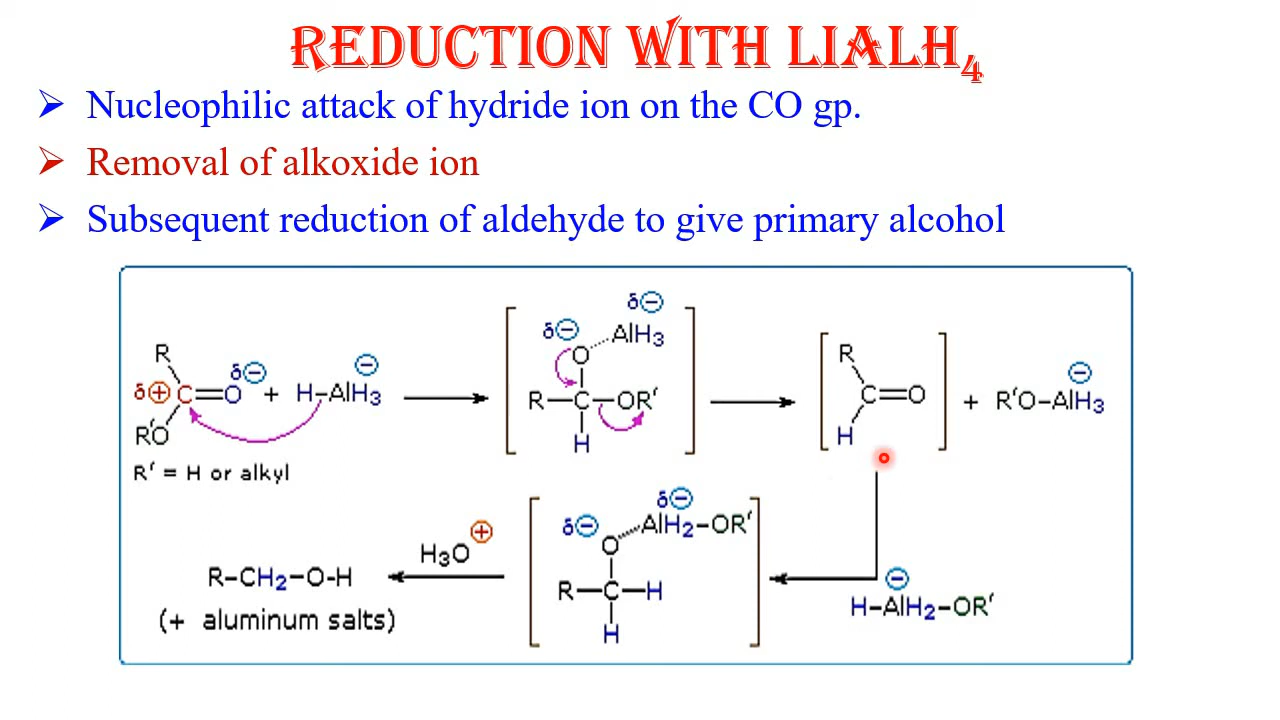 REDUCTION WITH LIALH4
➢ Nucleophilic attack of hydride ion on the CO gp.
➢ Removal of alkoxide ion
➢ Subsequent reduction of aldehyde to give primary alcohol
δ⊖
δ⊖ AlH3
R δ⊖ ⊖ O R ⊖
δ⊕ C=O + H–AlH3 R–C–OR′ C=O + R′O–AlH3
R′O H H
R′ = H or alkyl
δ⊖
δ⊖ AlH2–OR′
H3O⊕ O
R–CH2–O-H R–C–H ⊖
(+ aluminum salts) H H–AlH2–OR′